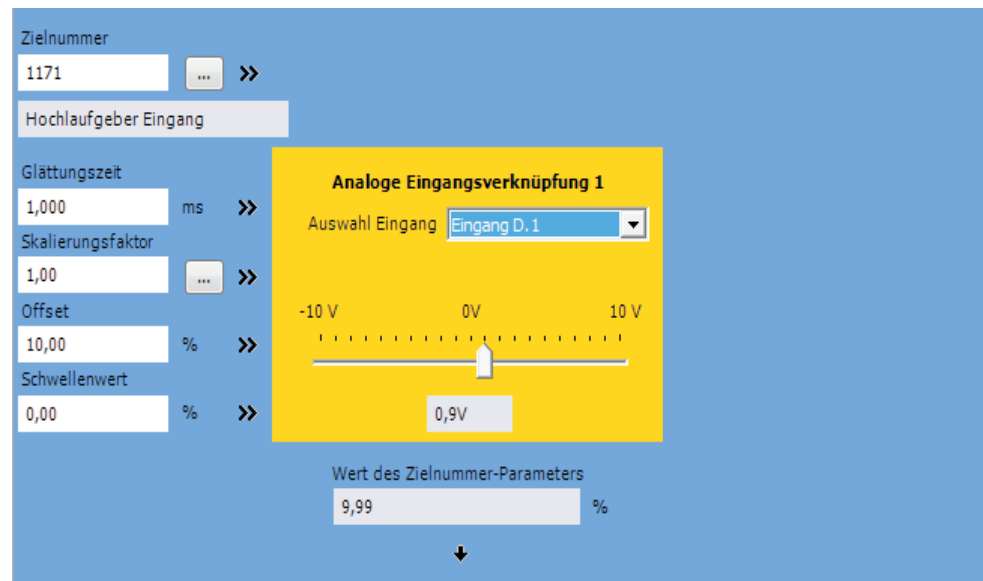 Zielnummer
1171
...
Hochlaufgeber Eingang
Glättungszeit
1,000 ms
Skalierungsfaktor
1,00 ...
Offset
10,00 %
Schwellenwert
0,00 %
Analoge Eingangsverknüpfung 1
Auswahl Eingang Eingang D.1
-10 V 0V 10 V
0,9V
Wert des Zielnummer-Parameters
9,99 %